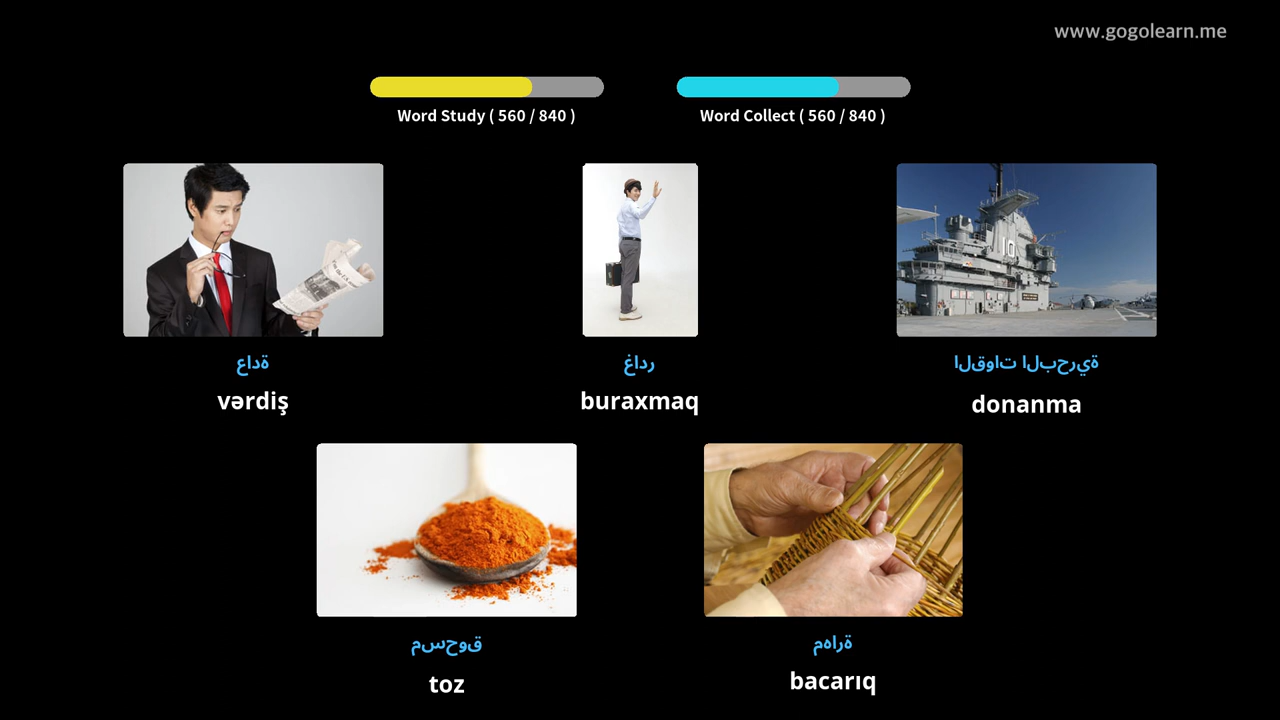 www.gogolearn.me
Word Study ( 560 / 840 )
Word Collect ( 560 / 840 )
عادة
vərdiş
غادر
buraxmaq
القوات البحرية
donanma
مسحوق
toz
مهارة
bacarıq